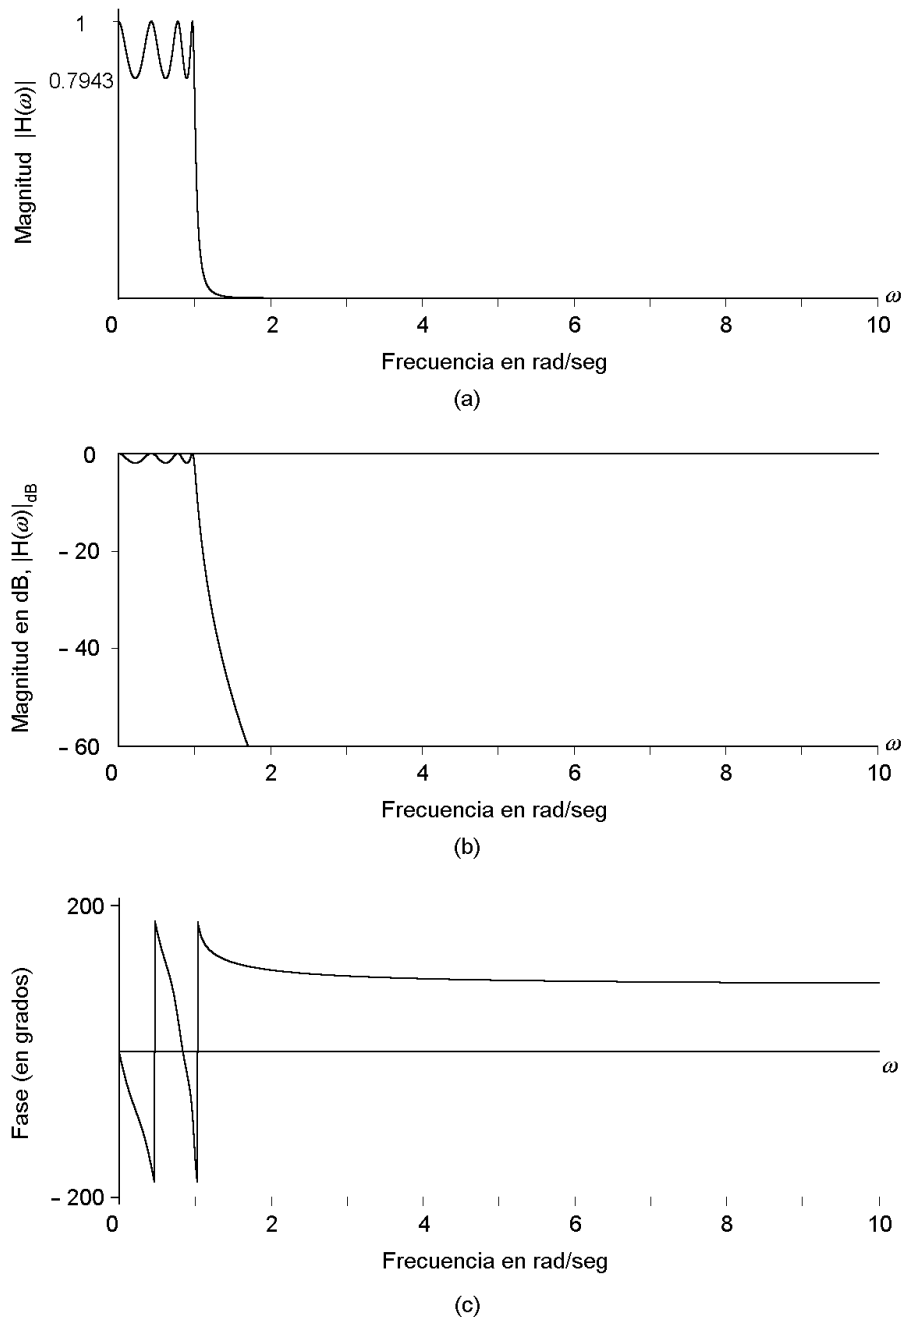 1
0.7943
Magnitud |H(ω)|
ω
0 2 4 6 8 10
Frecuencia en rad/seg
(a)
0
– 20
– 40
– 60
Magnitud en dB, |H(ω)|dB
ω
0 2 4 6 8 10
Frecuencia en rad/seg
(b)
200
– 200
Fase (en grados)
ω
0 2 4 6 8 10
Frecuencia en rad/seg
(c)